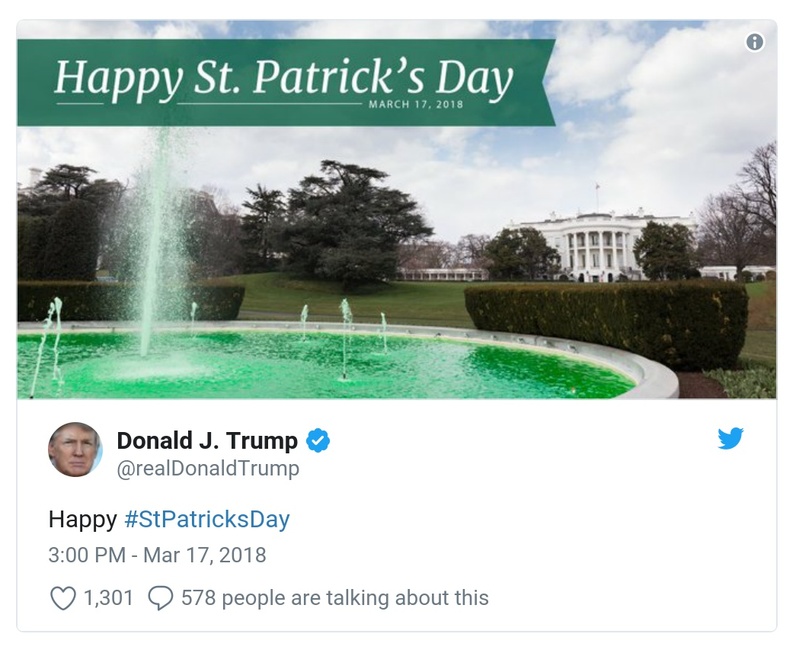 Happy St. Patrick's Day
MARCH 17, 2018
Donald J. Trump
@realDonaldTrump
Happy #StPatricksDay
3:00 PM - Mar 17, 2018
1,301 578 people are talking about this